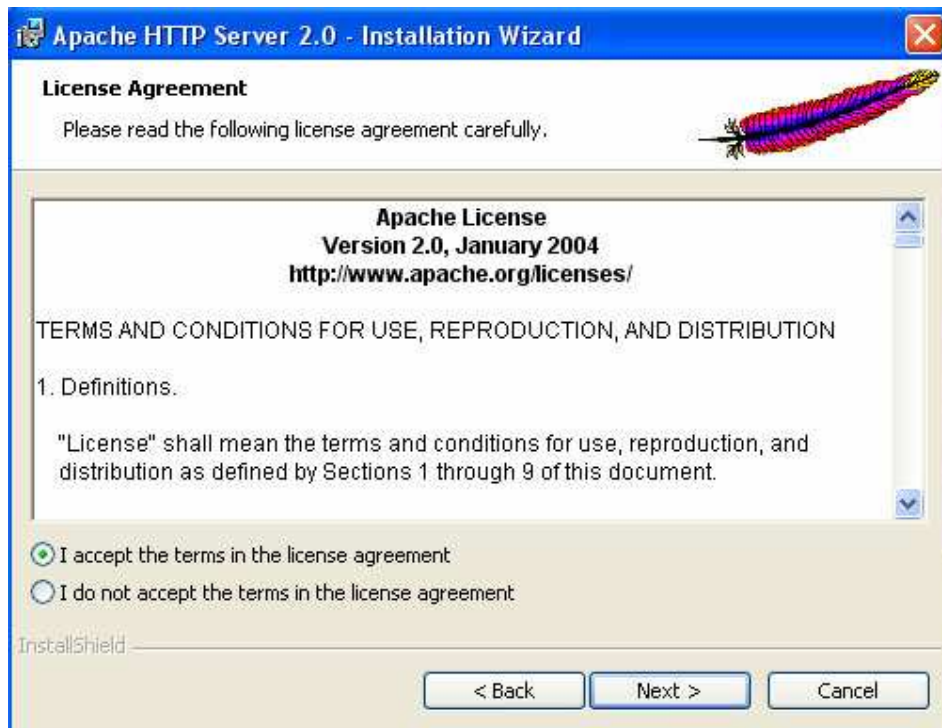 Apache HTTP Server 2.0 - Installation Wizard
License Agreement
Please read the following license agreement carefully.
Apache License
Version 2.0, January 2004
http://www.apache.org/licenses/
TERMS AND CONDITIONS FOR USE, REPRODUCTION, AND DISTRIBUTION
1. Definitions.
"License" shall mean the terms and conditions for use, reproduction, and
distribution as defined by Sections 1 through 9 of this document.
I accept the terms in the license agreement
I do not accept the terms in the license agreement
InstallShield
< Back
Next >
Cancel